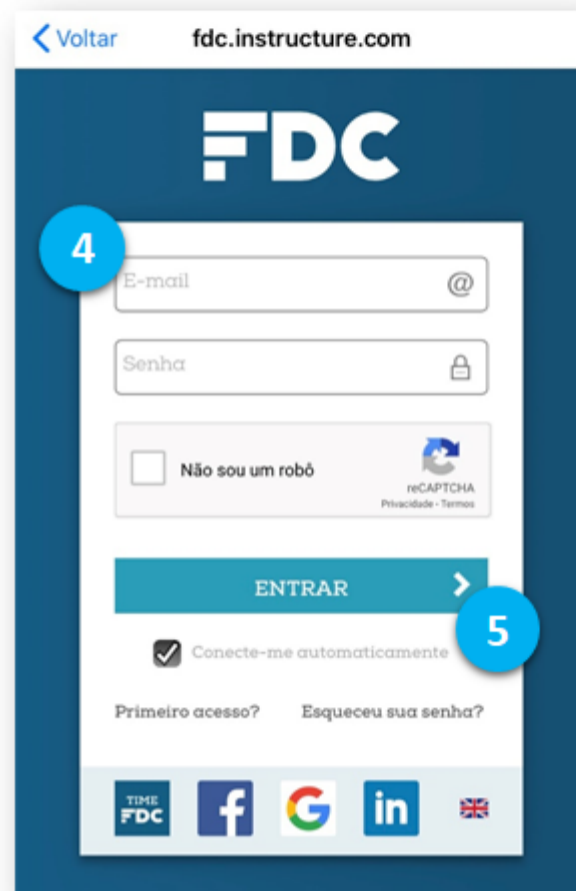 Voltar
fdc.instructure.com
FDC
4
E-mail
@
Senha
Não sou um robô
reCAPTCHA
Privacidade - Termos
ENTRAR
5
Conecte-me automaticamente
Primeiro acesso?
Esqueceu sua senha?
TIME
FDC
f
G
in